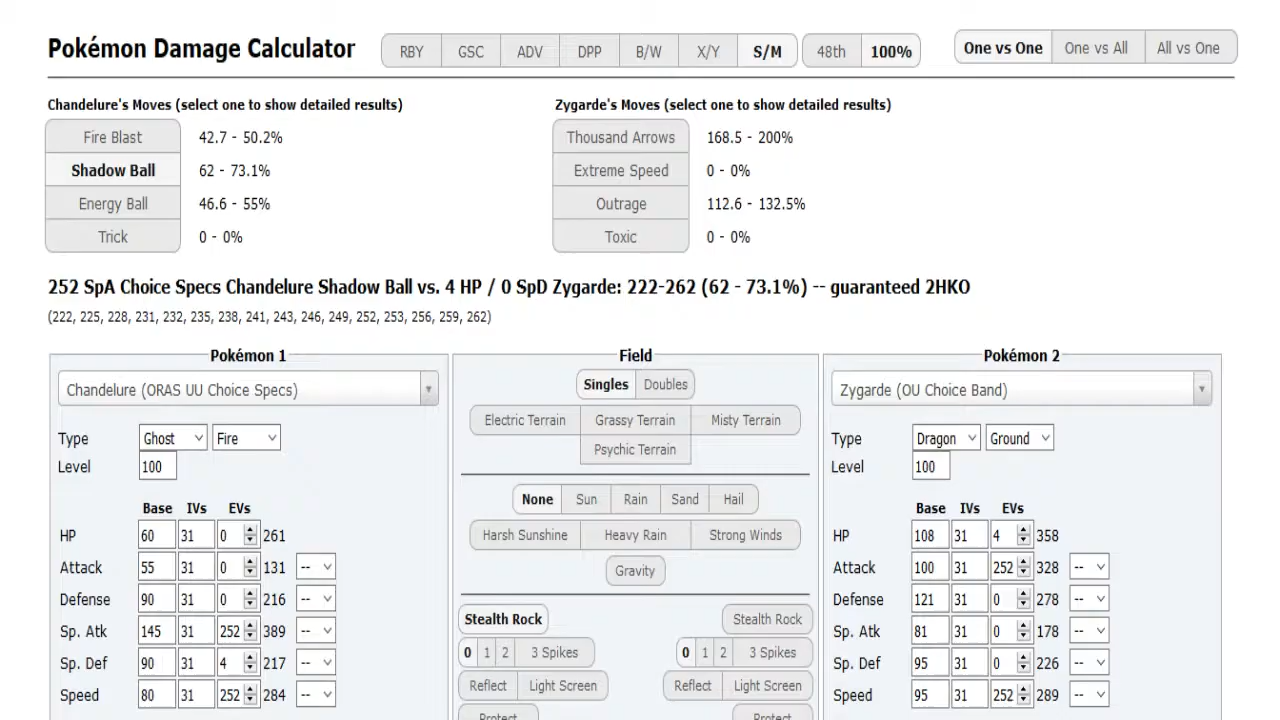 Pokémon Damage Calculator RBY GSC ADV DPP B/W X/Y S/M 48th 100% One vs One One vs All All vs One
Chandelure's Moves (select one to show detailed results) Zygarde's Moves (select one to show detailed results)
Fire Blast 42.7 - 50.2% Thousand Arrows 168.5 - 200%
Shadow Ball 62 - 73.1% Extreme Speed 0 - 0%
Energy Ball 46.6 - 55% Outrage 112.6 - 132.5%
Trick 0 - 0% Toxic 0 - 0%
252 SpA Choice Specs Chandelure Shadow Ball vs. 4 HP / 0 SpD Zygarde: 222-262 (62 - 73.1%) -- guaranteed 2HKO
(222, 225, 228, 231, 232, 235, 238, 241, 243, 246, 249, 252, 253, 256, 259, 262)
Pokémon 1
Chandelure (ORAS UU Choice Specs)
Type Ghost Fire
Level 100
Base IVs EVs
HP 60 31 0 261
Attack 55 31 0 131 --
Defense 90 31 0 216 --
Sp. Atk 145 31 252 389 --
Sp. Def 90 31 4 217 --
Speed 80 31 252 284 --
Field
Singles Doubles
Electric Terrain Grassy Terrain Misty Terrain
Psychic Terrain
None Sun Rain Sand Hail
Harsh Sunshine Heavy Rain Strong Winds
Gravity
Stealth Rock Stealth Rock
0 1 2 3 Spikes 0 1 2 3 Spikes
Reflect Light Screen Reflect Light Screen
Protect Protect
Pokémon 2
Zygarde (OU Choice Band)
Type Dragon Ground
Level 100
Base IVs EVs
HP 108 31 4 358
Attack 100 31 252 328 --
Defense 121 31 0 278 --
Sp. Atk 81 31 0 178 --
Sp. Def 95 31 0 226 --
Speed 95 31 252 289 --